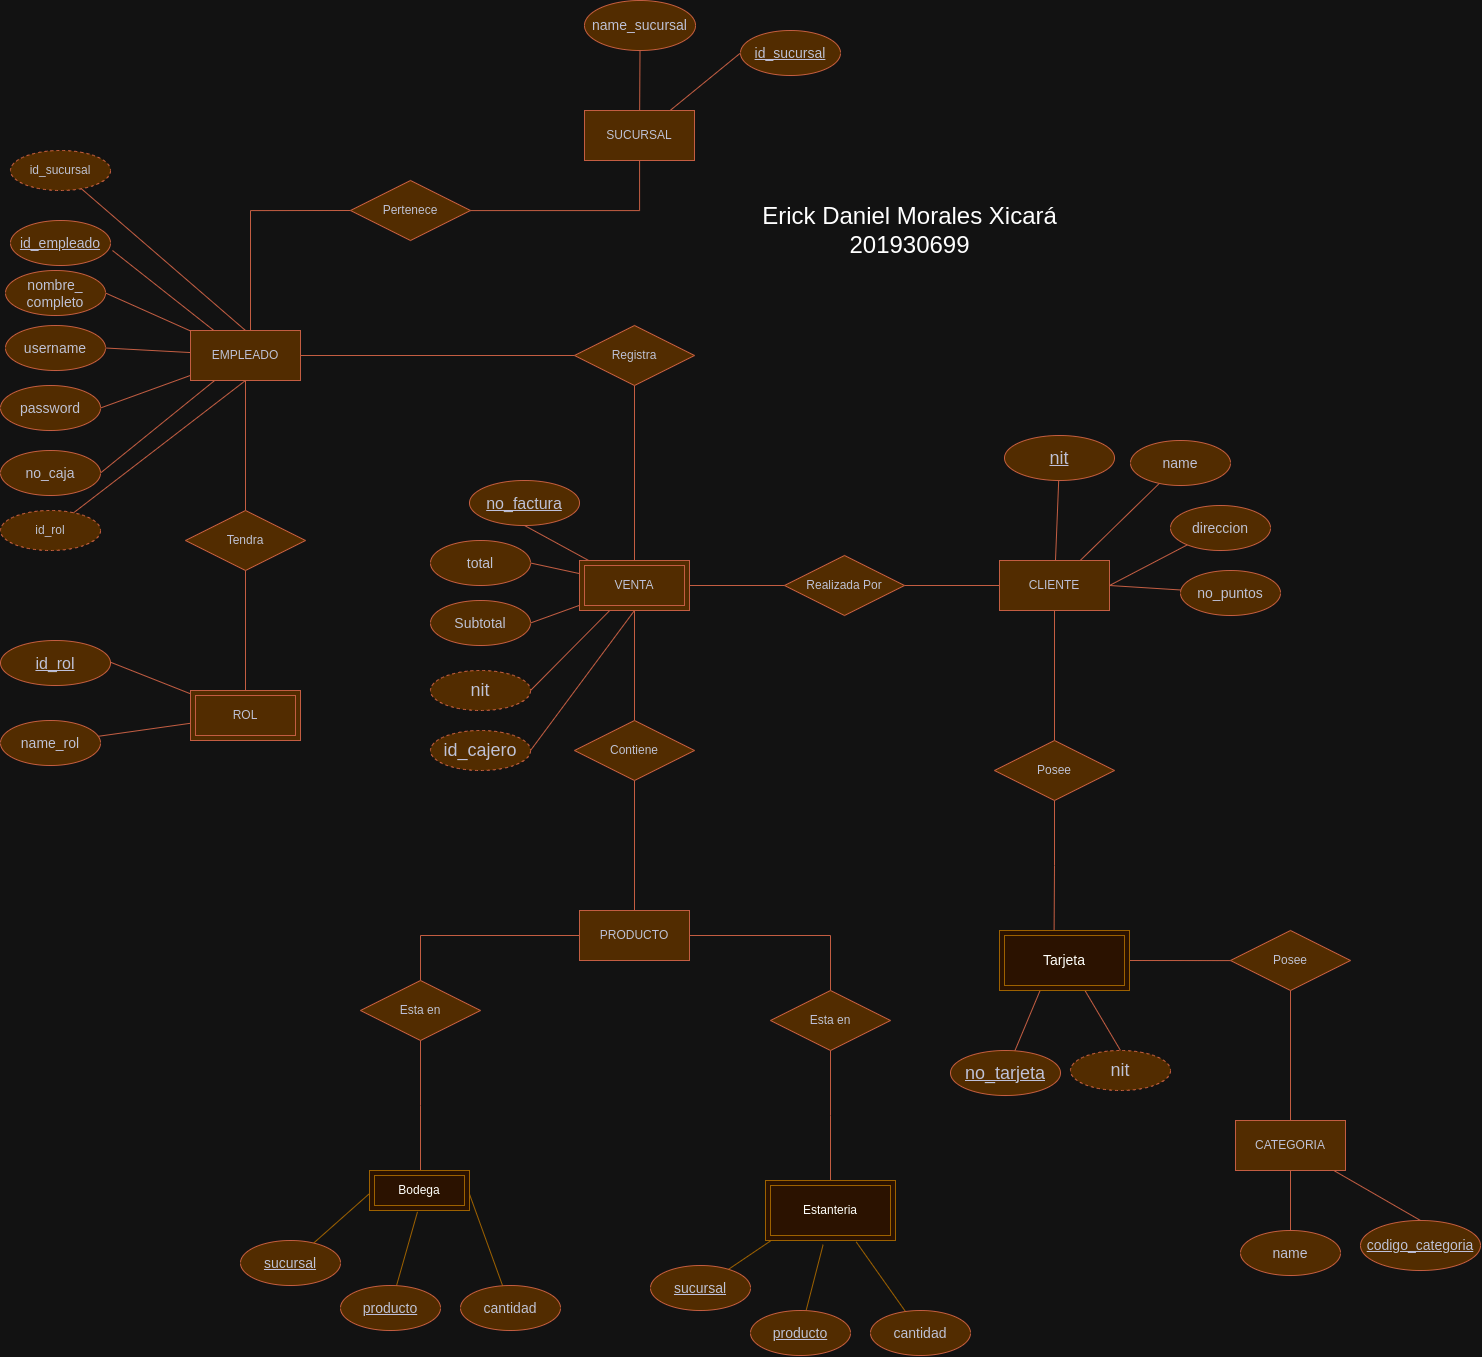 name_sucursal
id_sucursal
SUCURSAL
id_sucursal
Pertenece
Erick Daniel Morales Xicará
201930699
id_empleado
nombre_
completo
username
EMPLEADO
Registra
password
no_caja
id_rol
Tendra
nit
name
no_factura
direccion
total
VENTA
Realizada Por
CLIENTE
no_puntos
Subtotal
id_rol
nit
ROL
name_rol
id_cajero
Contiene
Posee
PRODUCTO
Tarjeta
Posee
Esta en
Esta en
no_tarjeta
nit
CATEGORIA
Bodega
Estanteria
sucursal
producto
cantidad
sucursal
producto
cantidad
name
codigo_categoria